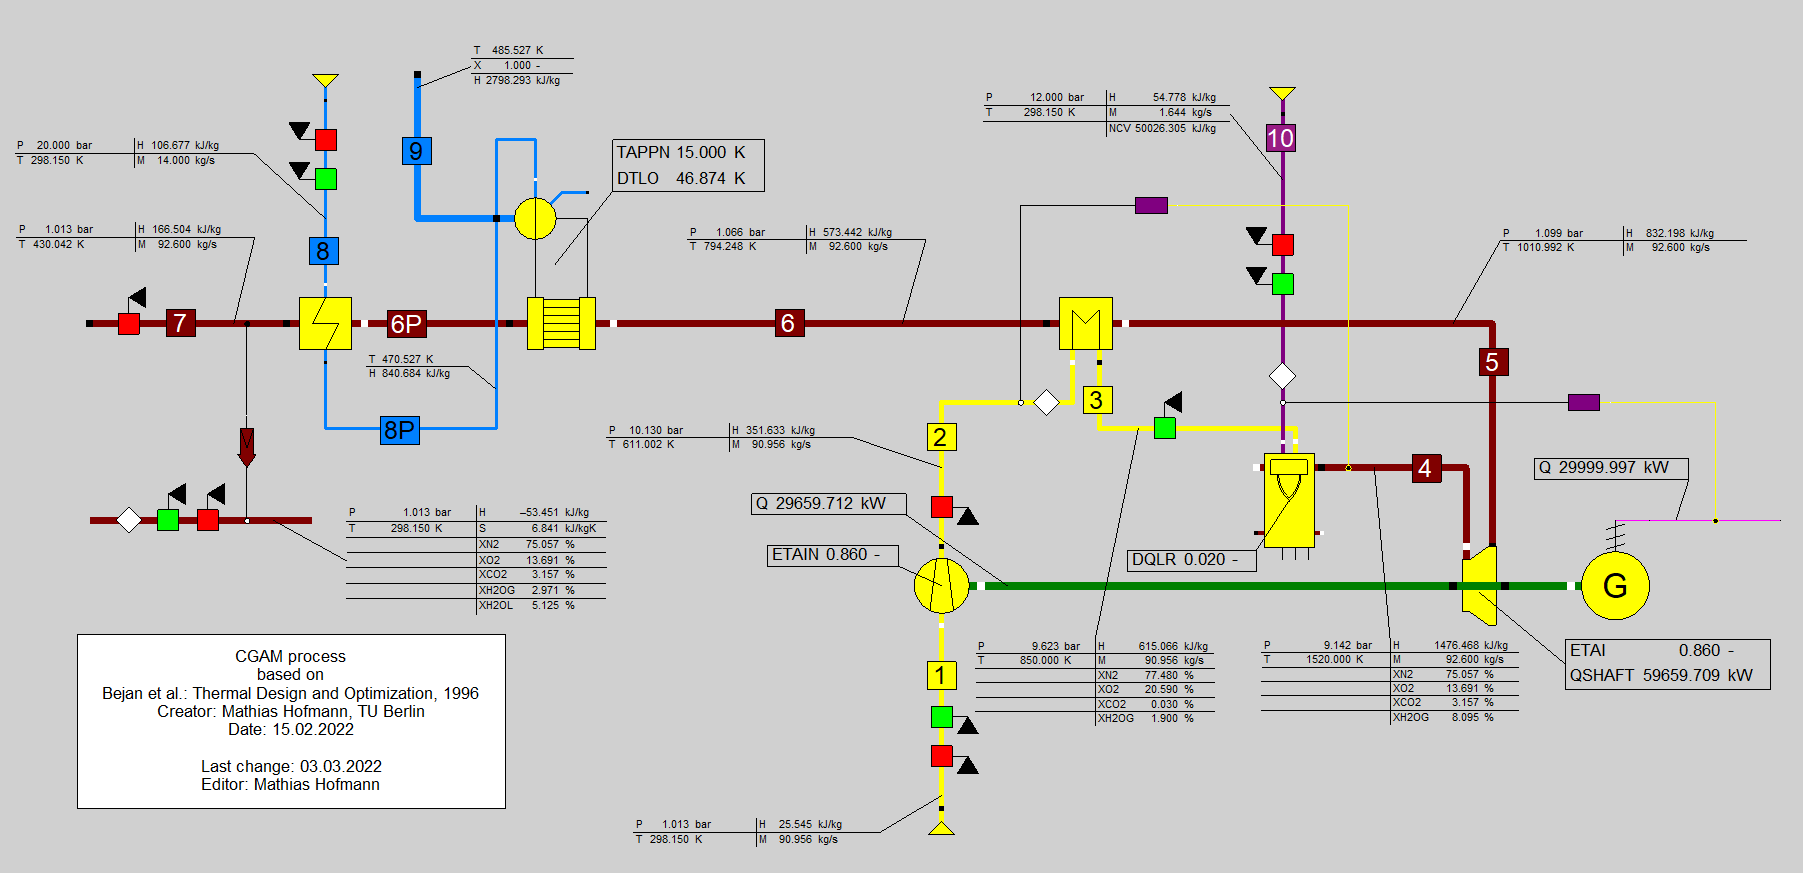 T 485.527 K
X 1.000 -
H 2798.293 kJ/kg
P 12.000 bar H 54.778 kJ/kg
T 298.150 K M 1.644 kg/s
NCV 50026.305 kJ/kg
10
P 20.000 bar H 106.677 kJ/kg
T 298.150 K M 14.000 kg/s
9
TAPPN 15.000 K
DTLO 46.874 K
P 1.013 bar H 166.504 kJ/kg
T 430.042 K M 92.600 kg/s
8
P 1.066 bar H 573.442 kJ/kg
T 794.248 K M 92.600 kg/s
P 1.099 bar H 832.198 kJ/kg
T 1010.992 K M 92.600 kg/s
7
6P
6
5
T 470.527 K
H 840.684 kJ/kg
3
8P
2
P 10.130 bar H 351.633 kJ/kg
T 611.002 K M 90.956 kg/s
V
4
Q 29999.997 kW
Q 29659.712 kW
P 1.013 bar H –53.451 kJ/kg
T 298.150 K S 6.841 kJ/kgK
XN2 75.057 %
XO2 13.691 %
XCO2 3.157 %
XH2OG 2.971 %
XH2OL 5.125 %
ETAIN 0.860 -
DQLR 0.020 -
G
P 9.623 bar H 615.066 kJ/kg
T 850.000 K M 90.956 kg/s
XN2 77.480 %
XO2 20.590 %
XCO2 0.030 %
XH2OG 1.900 %
P 9.142 bar H 1476.468 kJ/kg
T 1520.000 K M 92.600 kg/s
XN2 75.057 %
XO2 13.691 %
XCO2 3.157 %
XH2OG 8.095 %
ETAI 0.860 -
QSHAFT 59659.709 kW
1
CGAM process
based on
Bejan et al.: Thermal Design and Optimization, 1996
Creator: Mathias Hofmann, TU Berlin
Date: 15.02.2022
Last change: 03.03.2022
Editor: Mathias Hofmann
P 1.013 bar H 25.545 kJ/kg
T 298.150 K M 90.956 kg/s